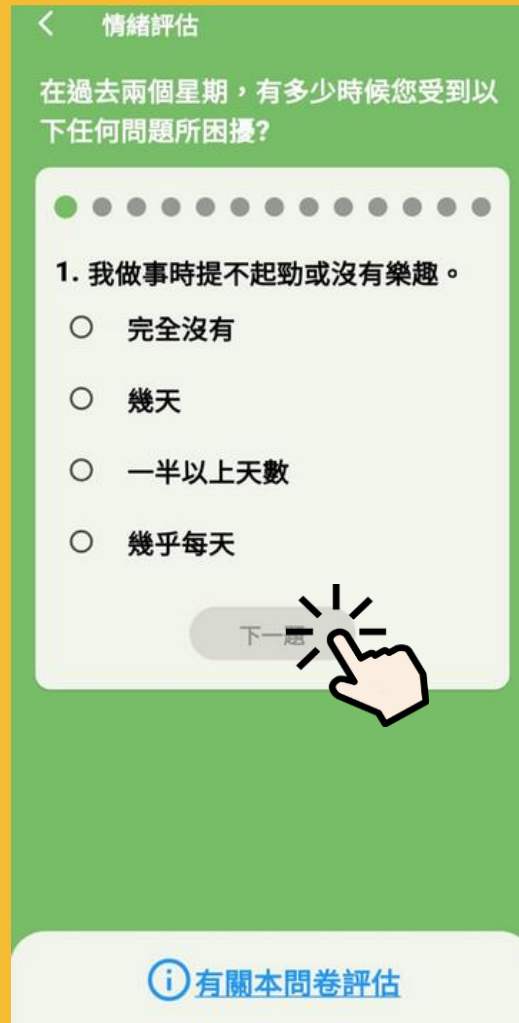 情緒評估
在過去兩個星期，有多少時候您受到以
下任何問題所困擾?
1. 我做事時提不起勁或沒有樂趣。
完全沒有
幾天
一半以上天數
幾乎每天
下一題
有關本問卷評估